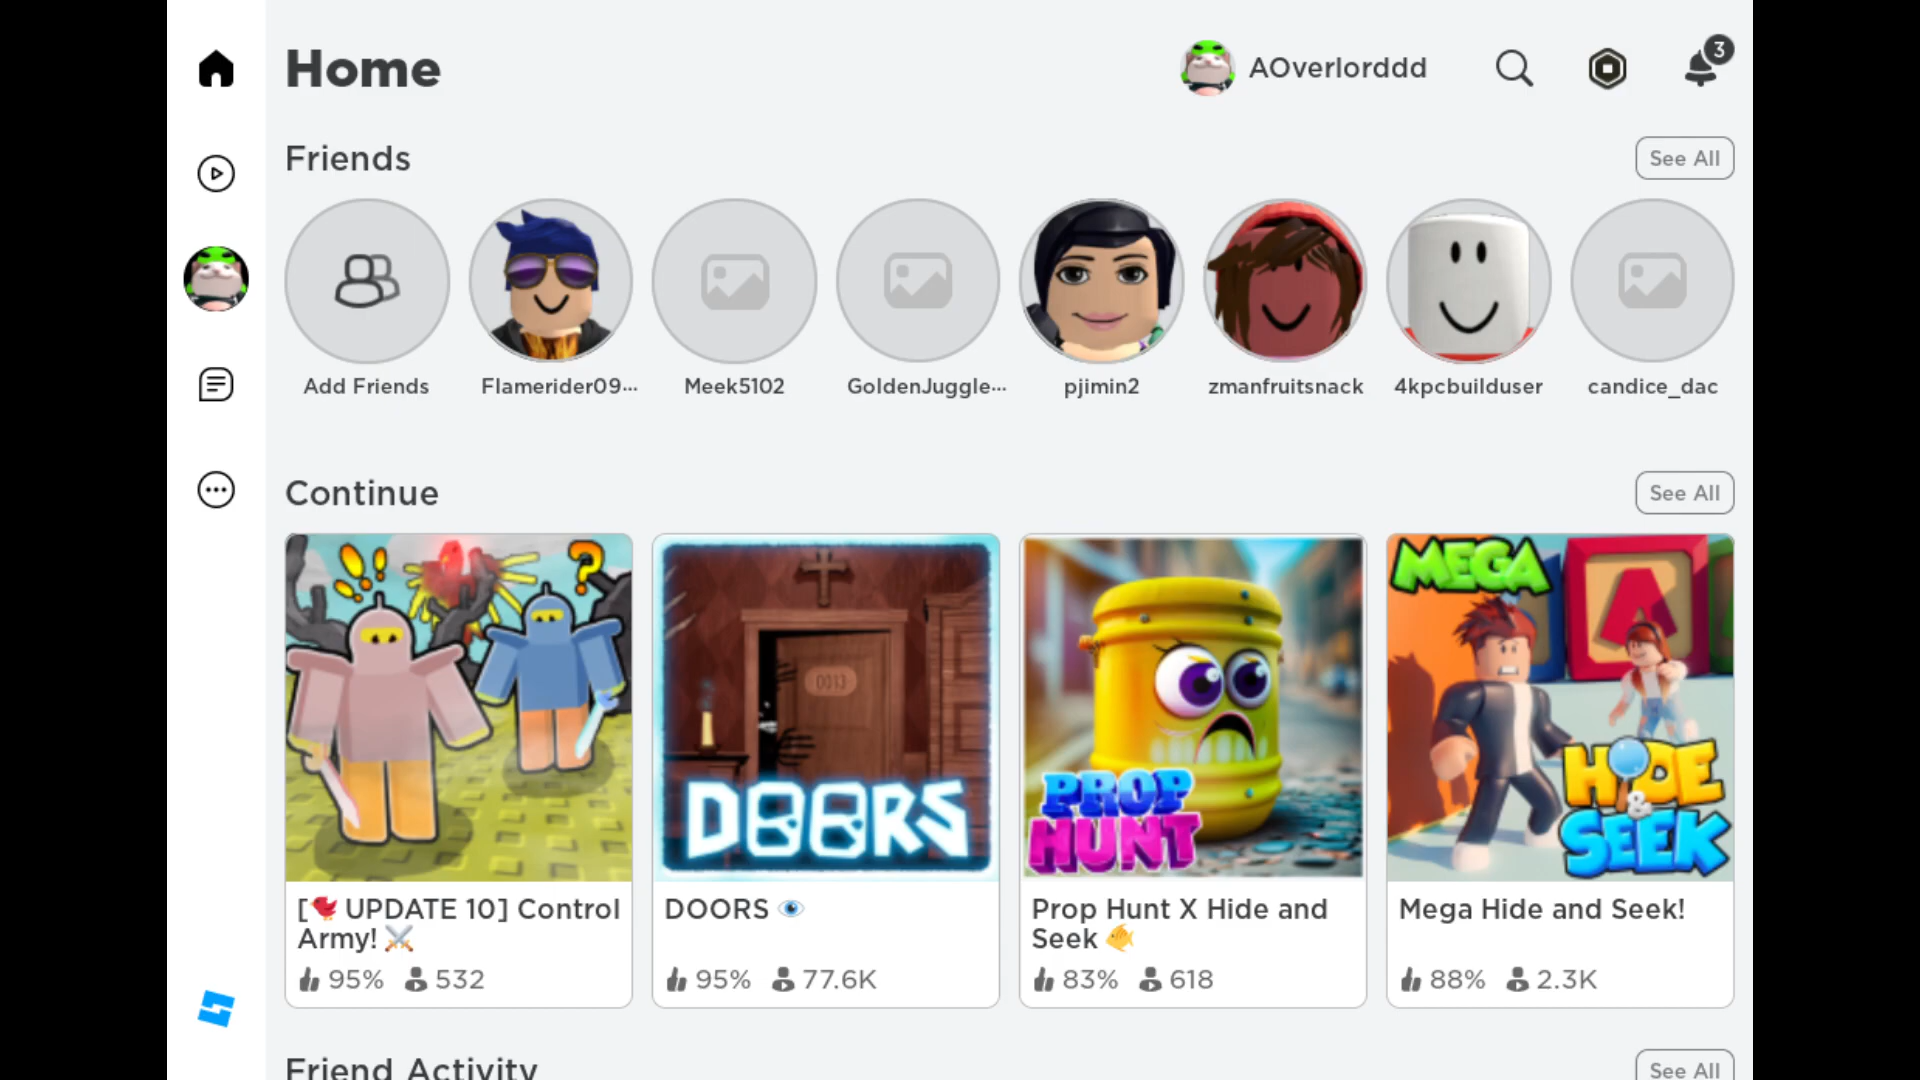 Home
AOverlorddd
3
Friends
See All
Add Friends
Flamerider09...
Meek5102
GoldenJuggle...
pjimin2
zmanfruitsnack
4kpcbuilduser
candice_dac
Continue
See All
0013
DOORS
PROP
HUNT
MEGA
A
HIDE
&
SEEK
[🐦 UPDATE 10] Control
Army! ⚔️
95% 532
DOORS 👁️
95% 77.6K
Prop Hunt X Hide and
Seek 🐠
83% 618
Mega Hide and Seek!
88% 2.3K
Friend Activity
See All